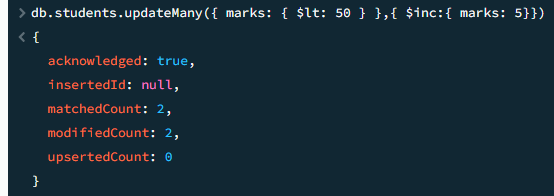 > db.students.updateMany({ marks: { $lt: 50 } },{ $inc:{ marks: 5}})
< {
acknowledged: true,
insertedId: null,
matchedCount: 2,
modifiedCount: 2,
upsertedCount: 0
}